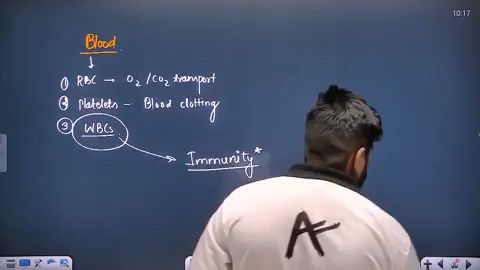 10:17
Blood
① RBC → O2/CO2 transport
② Platelets - Blood clotting
③ WBCs
Immunity*
A